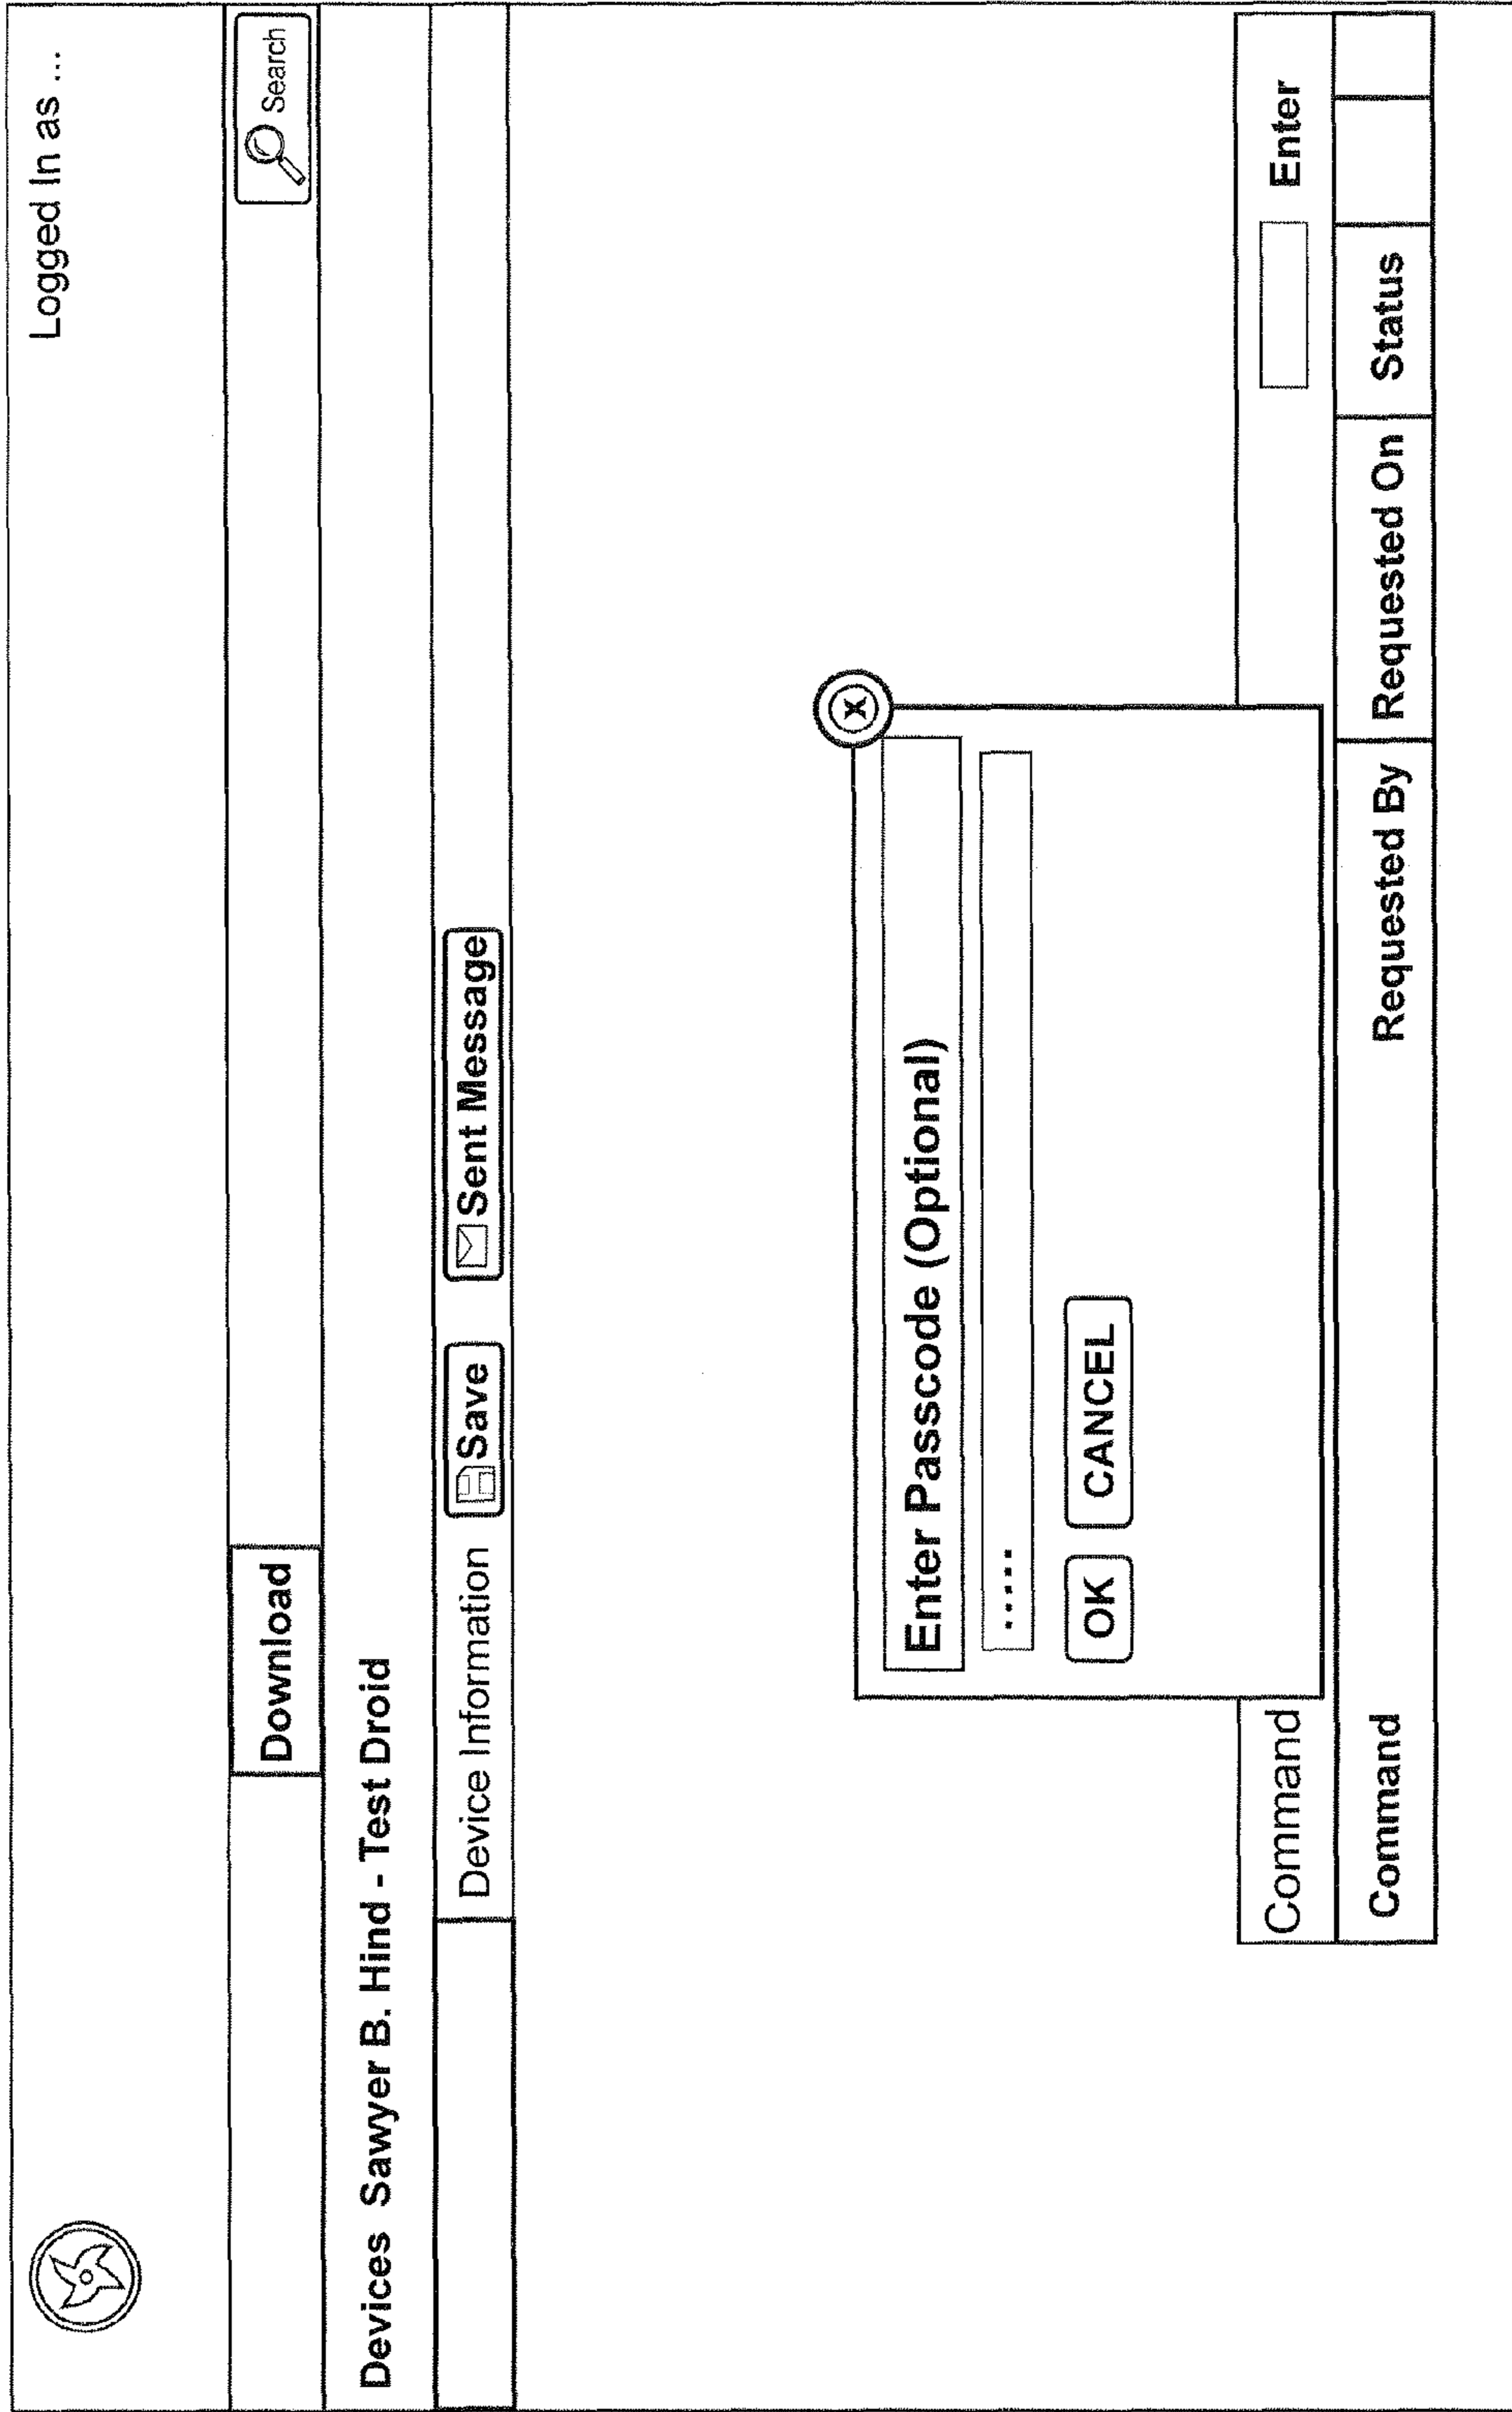 Logged In as ...
Download Search
Devices Sawyer B. Hind - Test Droid
Device Information Save Sent Message
X
Enter Passcode (Optional)
.....
OK CANCEL
Command Enter
Command Requested By Requested On Status